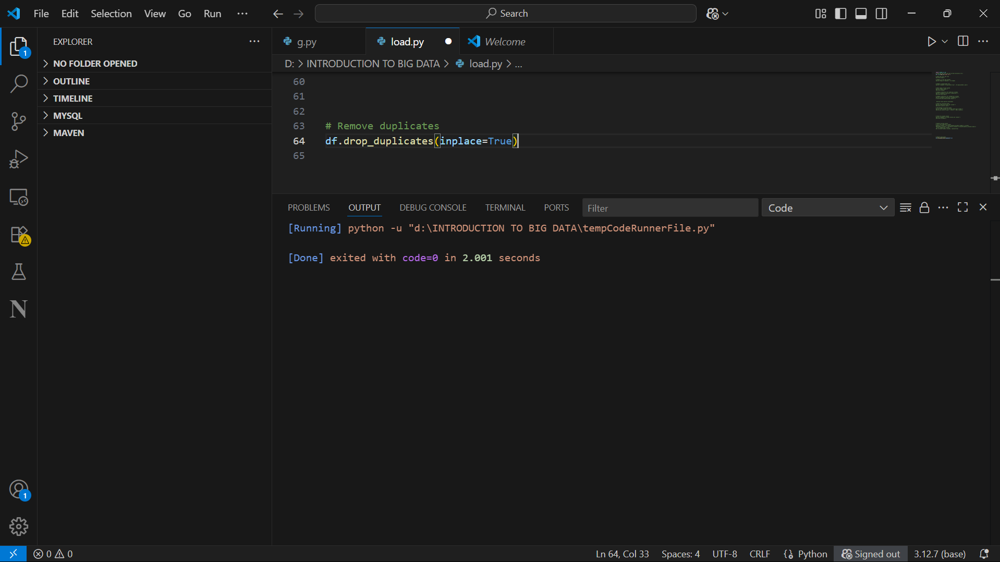 File Edit Selection View Go Run ... Search
EXPLORER ...
1
NO FOLDER OPENED
OUTLINE
TIMELINE
MYSQL
MAVEN
N
1
g.py load.py Welcome
D: > INTRODUCTION TO BIG DATA > load.py > ...
60
61
62
63 # Remove duplicates
64 df.drop_duplicates(inplace=True)
65
PROBLEMS OUTPUT DEBUG CONSOLE TERMINAL PORTS Filter Code
[Running] python -u "d:\INTRODUCTION TO BIG DATA\tempCodeRunnerFile.py"
[Done] exited with code=0 in 2.001 seconds
0 0 Ln 64, Col 33 Spaces: 4 UTF-8 CRLF Python Signed out 3.12.7 (base)